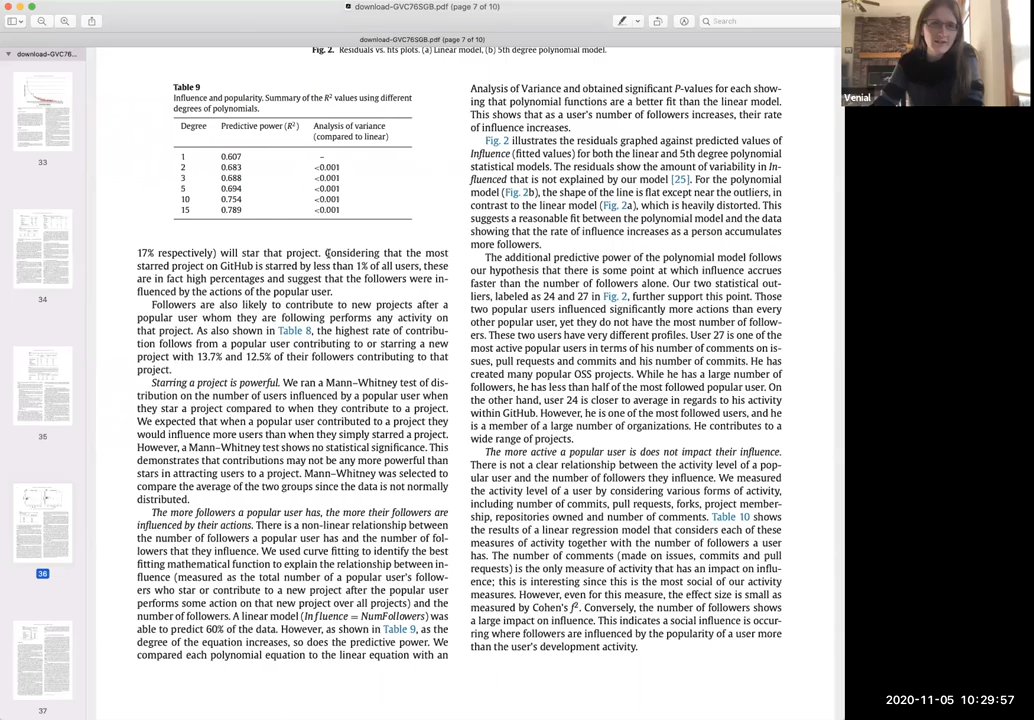 download-GVC76SGB.pdf (page 7 of 10)
Search
download-GVC76SGB.pdf (page 7 of 10)
download-GVC76...
33
34
35
36
37
Fig. 2. Residuals vs. fits plots. (a) Linear model, (b) 5th degree polynomial model.
Table 9
Influence and popularity. Summary of the R² values using different
degrees of polynomials.
Degree Predictive power (R²) Analysis of variance
(compared to linear)
1 0.607 –
2 0.683 <0.001
3 0.688 <0.001
5 0.694 <0.001
10 0.754 <0.001
15 0.789 <0.001
17% respectively) will star that project. Considering that the most
starred project on GitHub is starred by less than 1% of all users, these
are in fact high percentages and suggest that the followers were in-
fluenced by the actions of the popular user.
Followers are also likely to contribute to new projects after a
popular user whom they are following performs any activity on
that project. As also shown in Table 8, the highest rate of contribu-
tion follows from a popular user contributing to or starring a new
project with 13.7% and 12.5% of their followers contributing to that
project.
Starring a project is powerful. We ran a Mann–Whitney test of dis-
tribution on the number of users influenced by a popular user when
they star a project compared to when they contribute to a project.
We expected that when a popular user contributed to a project they
would influence more users than when they simply starred a project.
However, a Mann–Whitney test shows no statistical significance. This
demonstrates that contributions may not be any more powerful than
stars in attracting users to a project. Mann–Whitney was selected to
compare the average of the two groups since the data is not normally
distributed.
The more followers a popular user has, the more their followers are
influenced by their actions. There is a non-linear relationship between
the number of followers a popular user has and the number of fol-
lowers that they influence. We used curve fitting to identify the best
fitting mathematical function to explain the relationship between in-
fluence (measured as the total number of a popular user's follow-
ers who star or contribute to a new project after the popular user
performs some action on that new project over all projects) and the
number of followers. A linear model (Influence = NumFollowers) was
able to predict 60% of the data. However, as shown in Table 9, as the
degree of the equation increases, so does the predictive power. We
compared each polynomial equation to the linear equation with an
Analysis of Variance and obtained significant P-values for each show-
ing that polynomial functions are a better fit than the linear model.
This shows that as a user's number of followers increases, their rate
of influence increases.
Fig. 2 illustrates the residuals graphed against predicted values of
Influence (fitted values) for both the linear and 5th degree polynomial
statistical models. The residuals show the amount of variability in In-
fluenced that is not explained by our model [25]. For the polynomial
model (Fig. 2b), the shape of the line is flat except near the outliers, in
contrast to the linear model (Fig. 2a), which is heavily distorted. This
suggests a reasonable fit between the polynomial model and the data
showing that the rate of influence increases as a person accumulates
more followers.
The additional predictive power of the polynomial model follows
our hypothesis that there is some point at which influence accrues
faster than the number of followers alone. Our two statistical out-
liers, labeled as 24 and 27 in Fig. 2, further support this point. Those
two popular users influenced significantly more actions than every
other popular user, yet they do not have the most number of follow-
ers. These two users have very different profiles. User 27 is one of the
most active popular users in terms of his number of comments on is-
sues, pull requests and commits and his number of commits. He has
created many popular OSS projects. While he has a large number of
followers, he has less than half of the most followed popular user. On
the other hand, user 24 is closer to average in regards to his activity
within GitHub. However, he is one of the most followed users, and he
is a member of a large number of organizations. He contributes to a
wide range of projects.
The more active a popular user is does not impact their influence.
There is not a clear relationship between the activity level of a pop-
ular user and the number of followers they influence. We measured
the activity level of a user by considering various forms of activity,
including number of commits, pull requests, forks, project member-
ship, repositories owned and number of comments. Table 10 shows
the results of a linear regression model that considers each of these
measures of activity together with the number of followers a user
has. The number of comments (made on issues, commits and pull
requests) is the only measure of activity that has an impact on influ-
ence; this is interesting since this is the most social of our activity
measures. However, even for this measure, the effect size is small as
measured by Cohen's f². Conversely, the number of followers shows
a large impact on influence. This indicates a social influence is occur-
ring where followers are influenced by the popularity of a user more
than the user's development activity.
Venial
2020-11-05 10:29:57